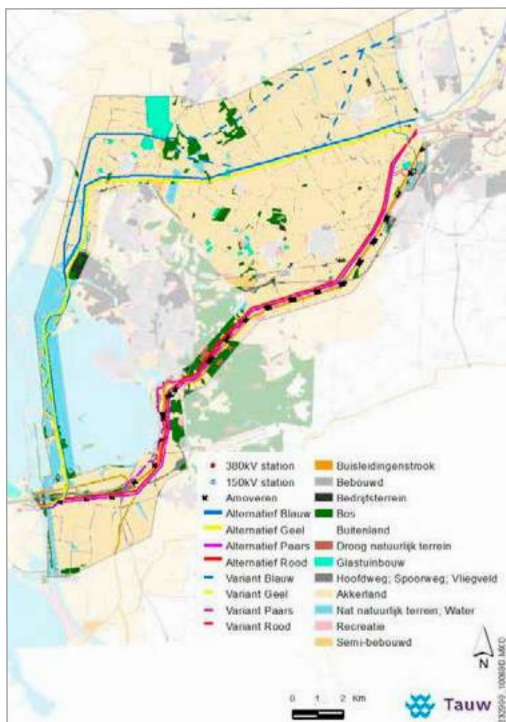 380kV station
150kV station
Amoveren
Alternatief Blauw
Alternatief Geel
Alternatief Paars
Alternatief Rood
Variant Blauw
Variant Geel
Variant Paars
Variant Rood
Buisleidingenstrook
Bebouwd
Bedrijfsterrein
Bos
Buitenland
Droog natuurlijk terrein
Glastuinbouw
Hoofdweg; Spoorweg; Vliegveld
Akkerland
Nat natuurlijk terrein; Water
Recreatie
Semi-bebouwd
N
0 1 2 Km
Tauw